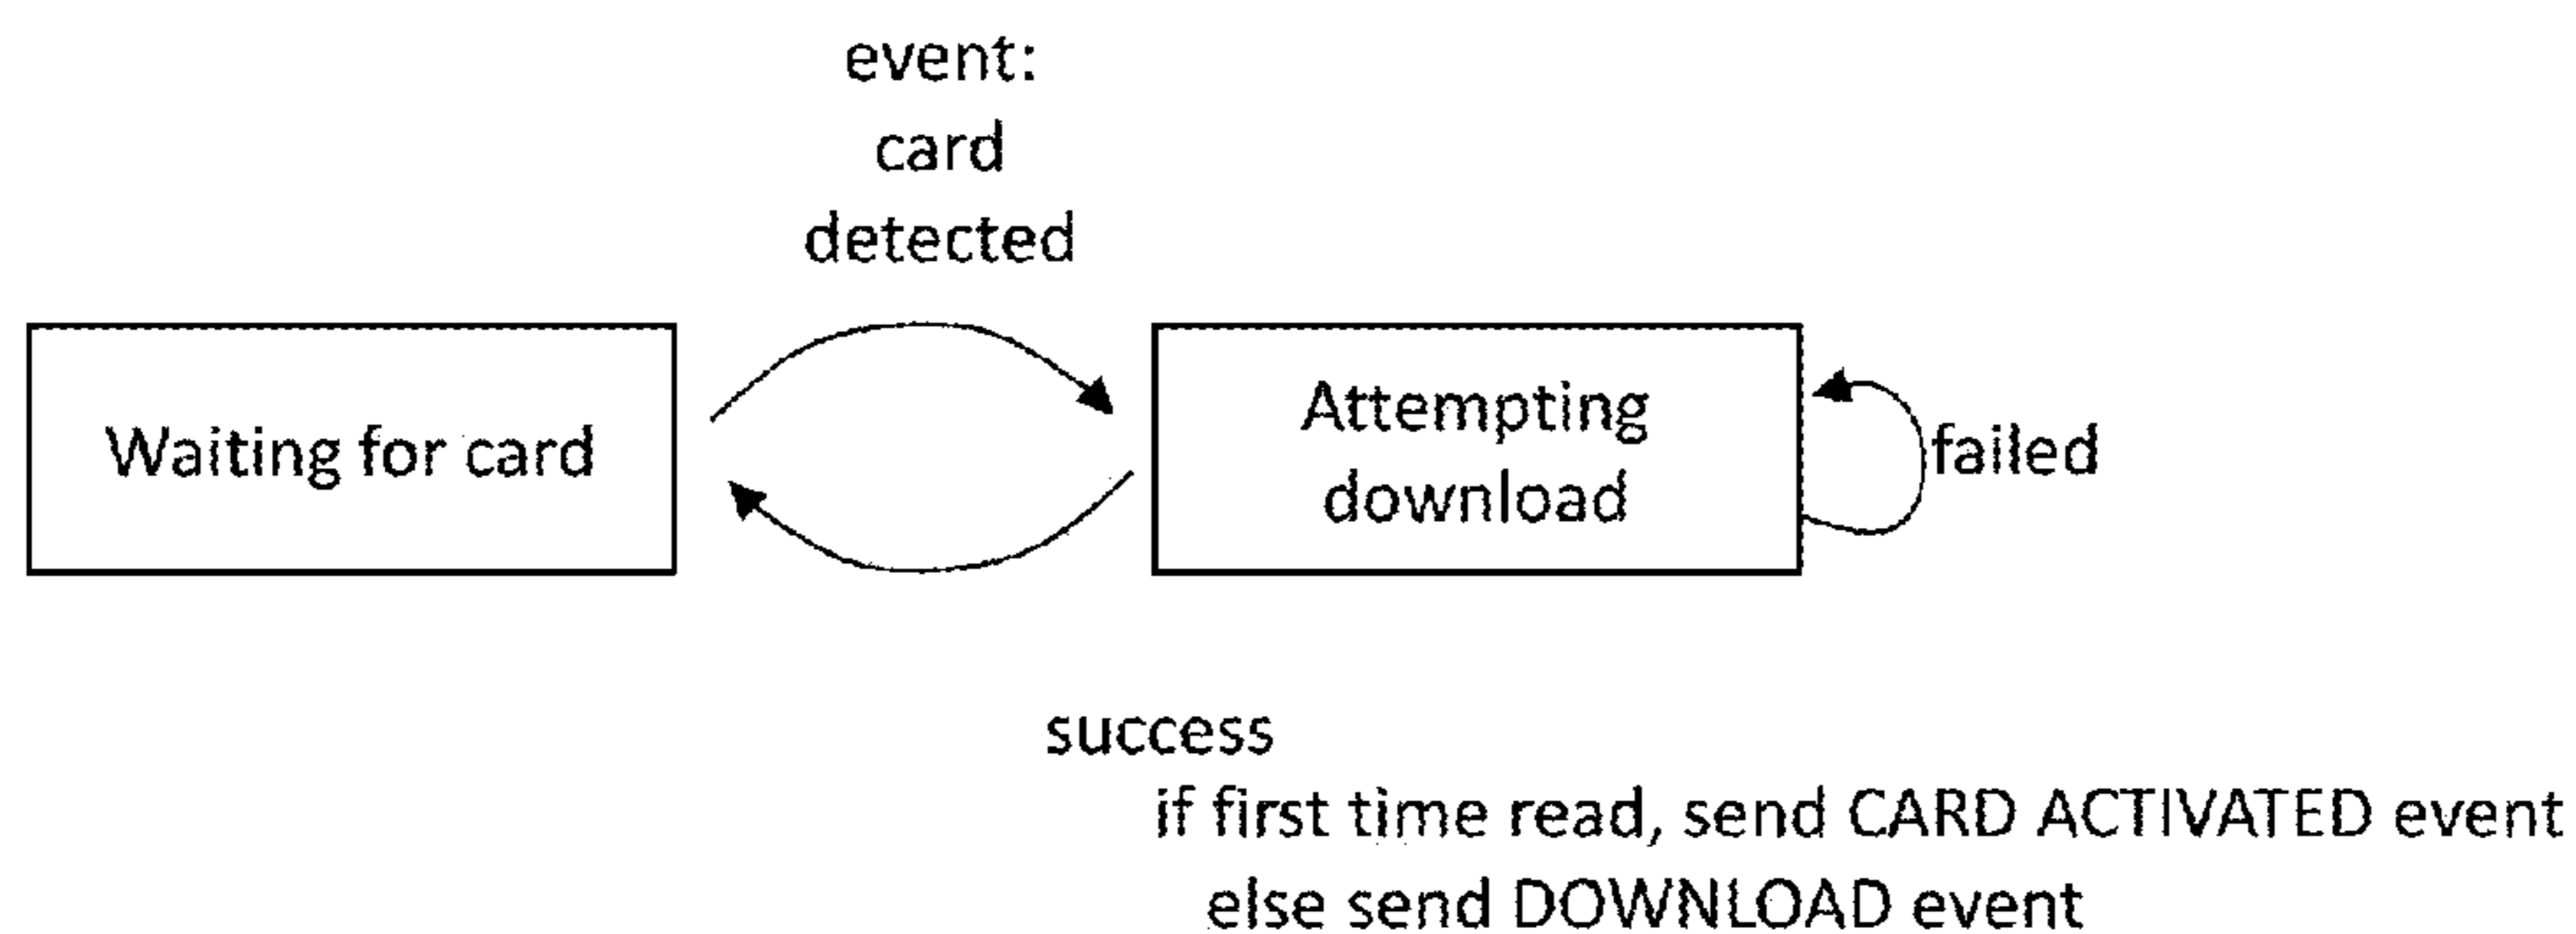 event:
card
detected
Waiting for card
Attempting
download
failed
success
if first time read, send CARD ACTIVATED event
else send DOWNLOAD event